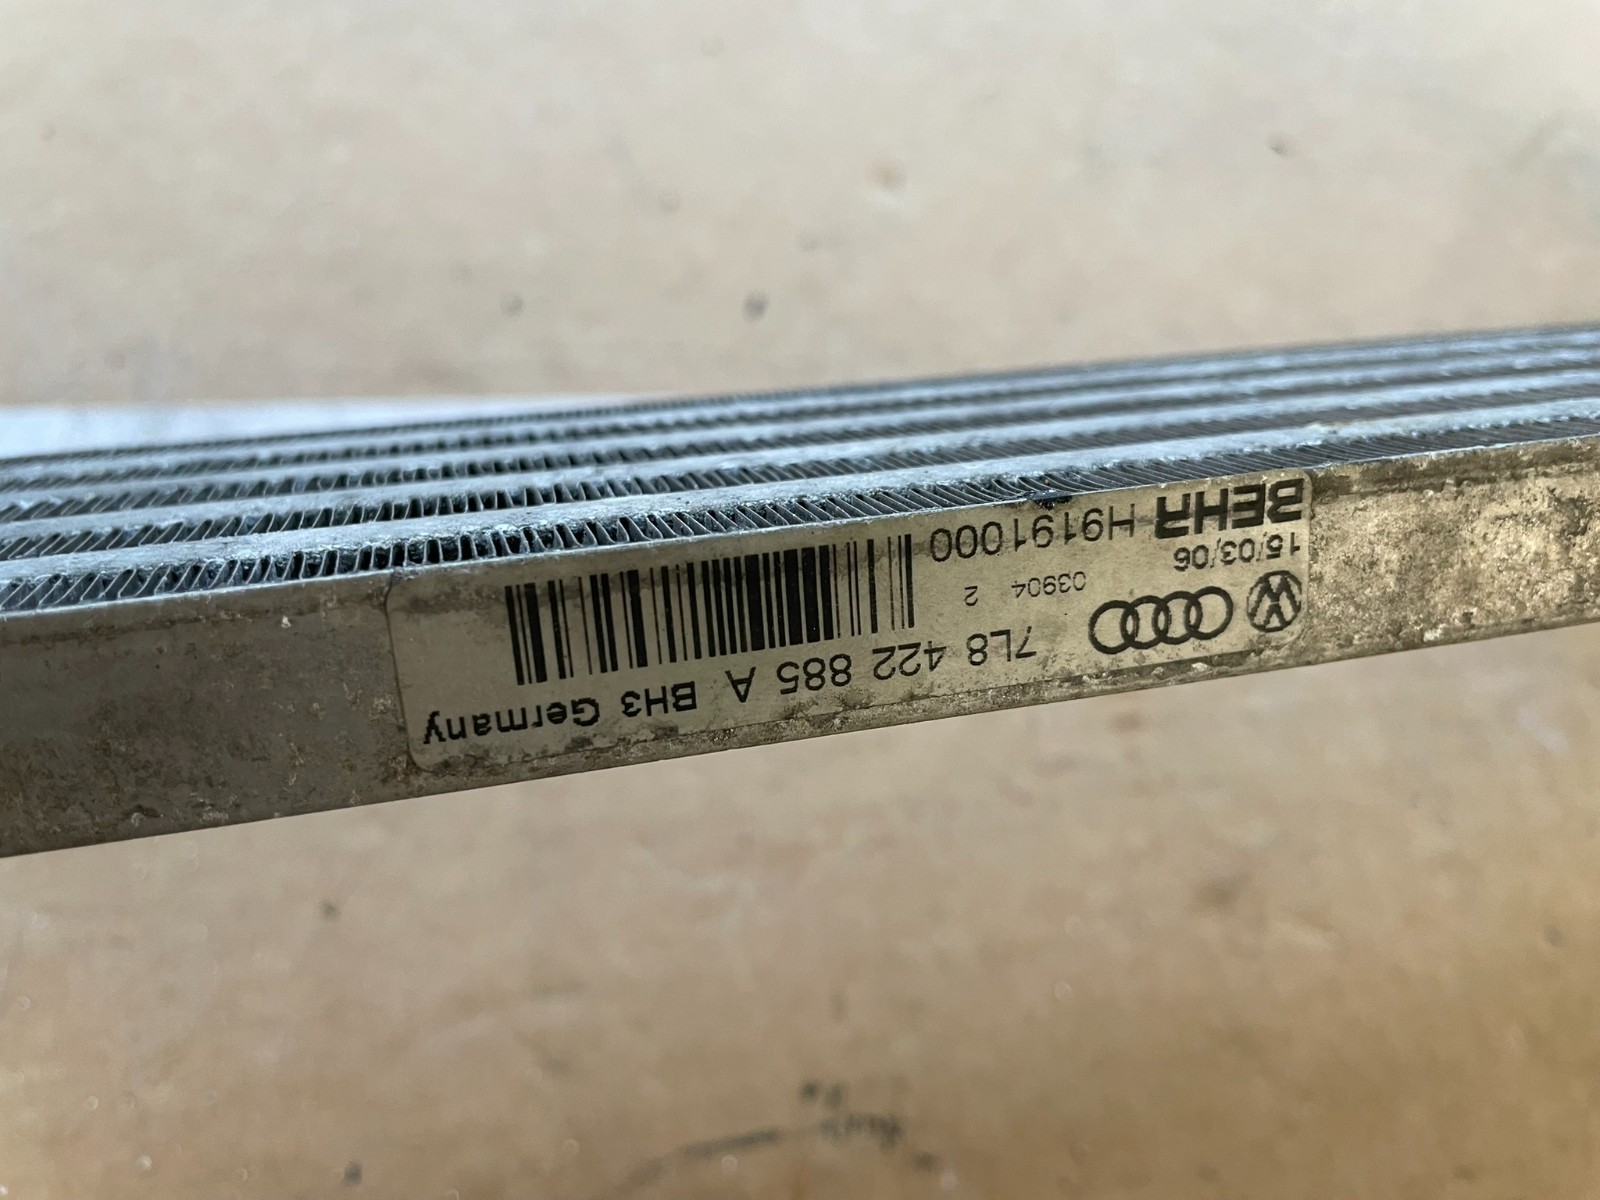 BEHR H9191000
15/03/06 03904 2
7L8 422 885 A BH3 Germany